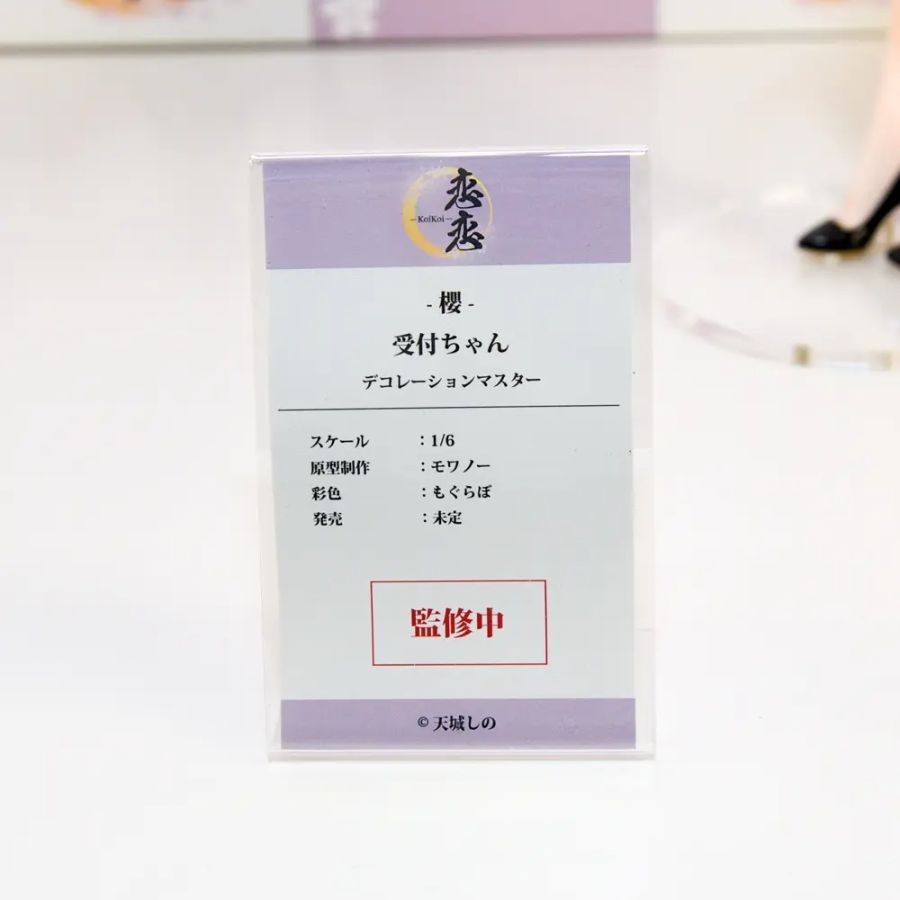 恋恋
—KoiKoi—
- 櫻 -
受付ちゃん
デコレーションマスター
スケール ：1/6
原型制作 ：モワノー
彩色 ：もぐらぼ
発売 ：未定
監修中
© 天城しの